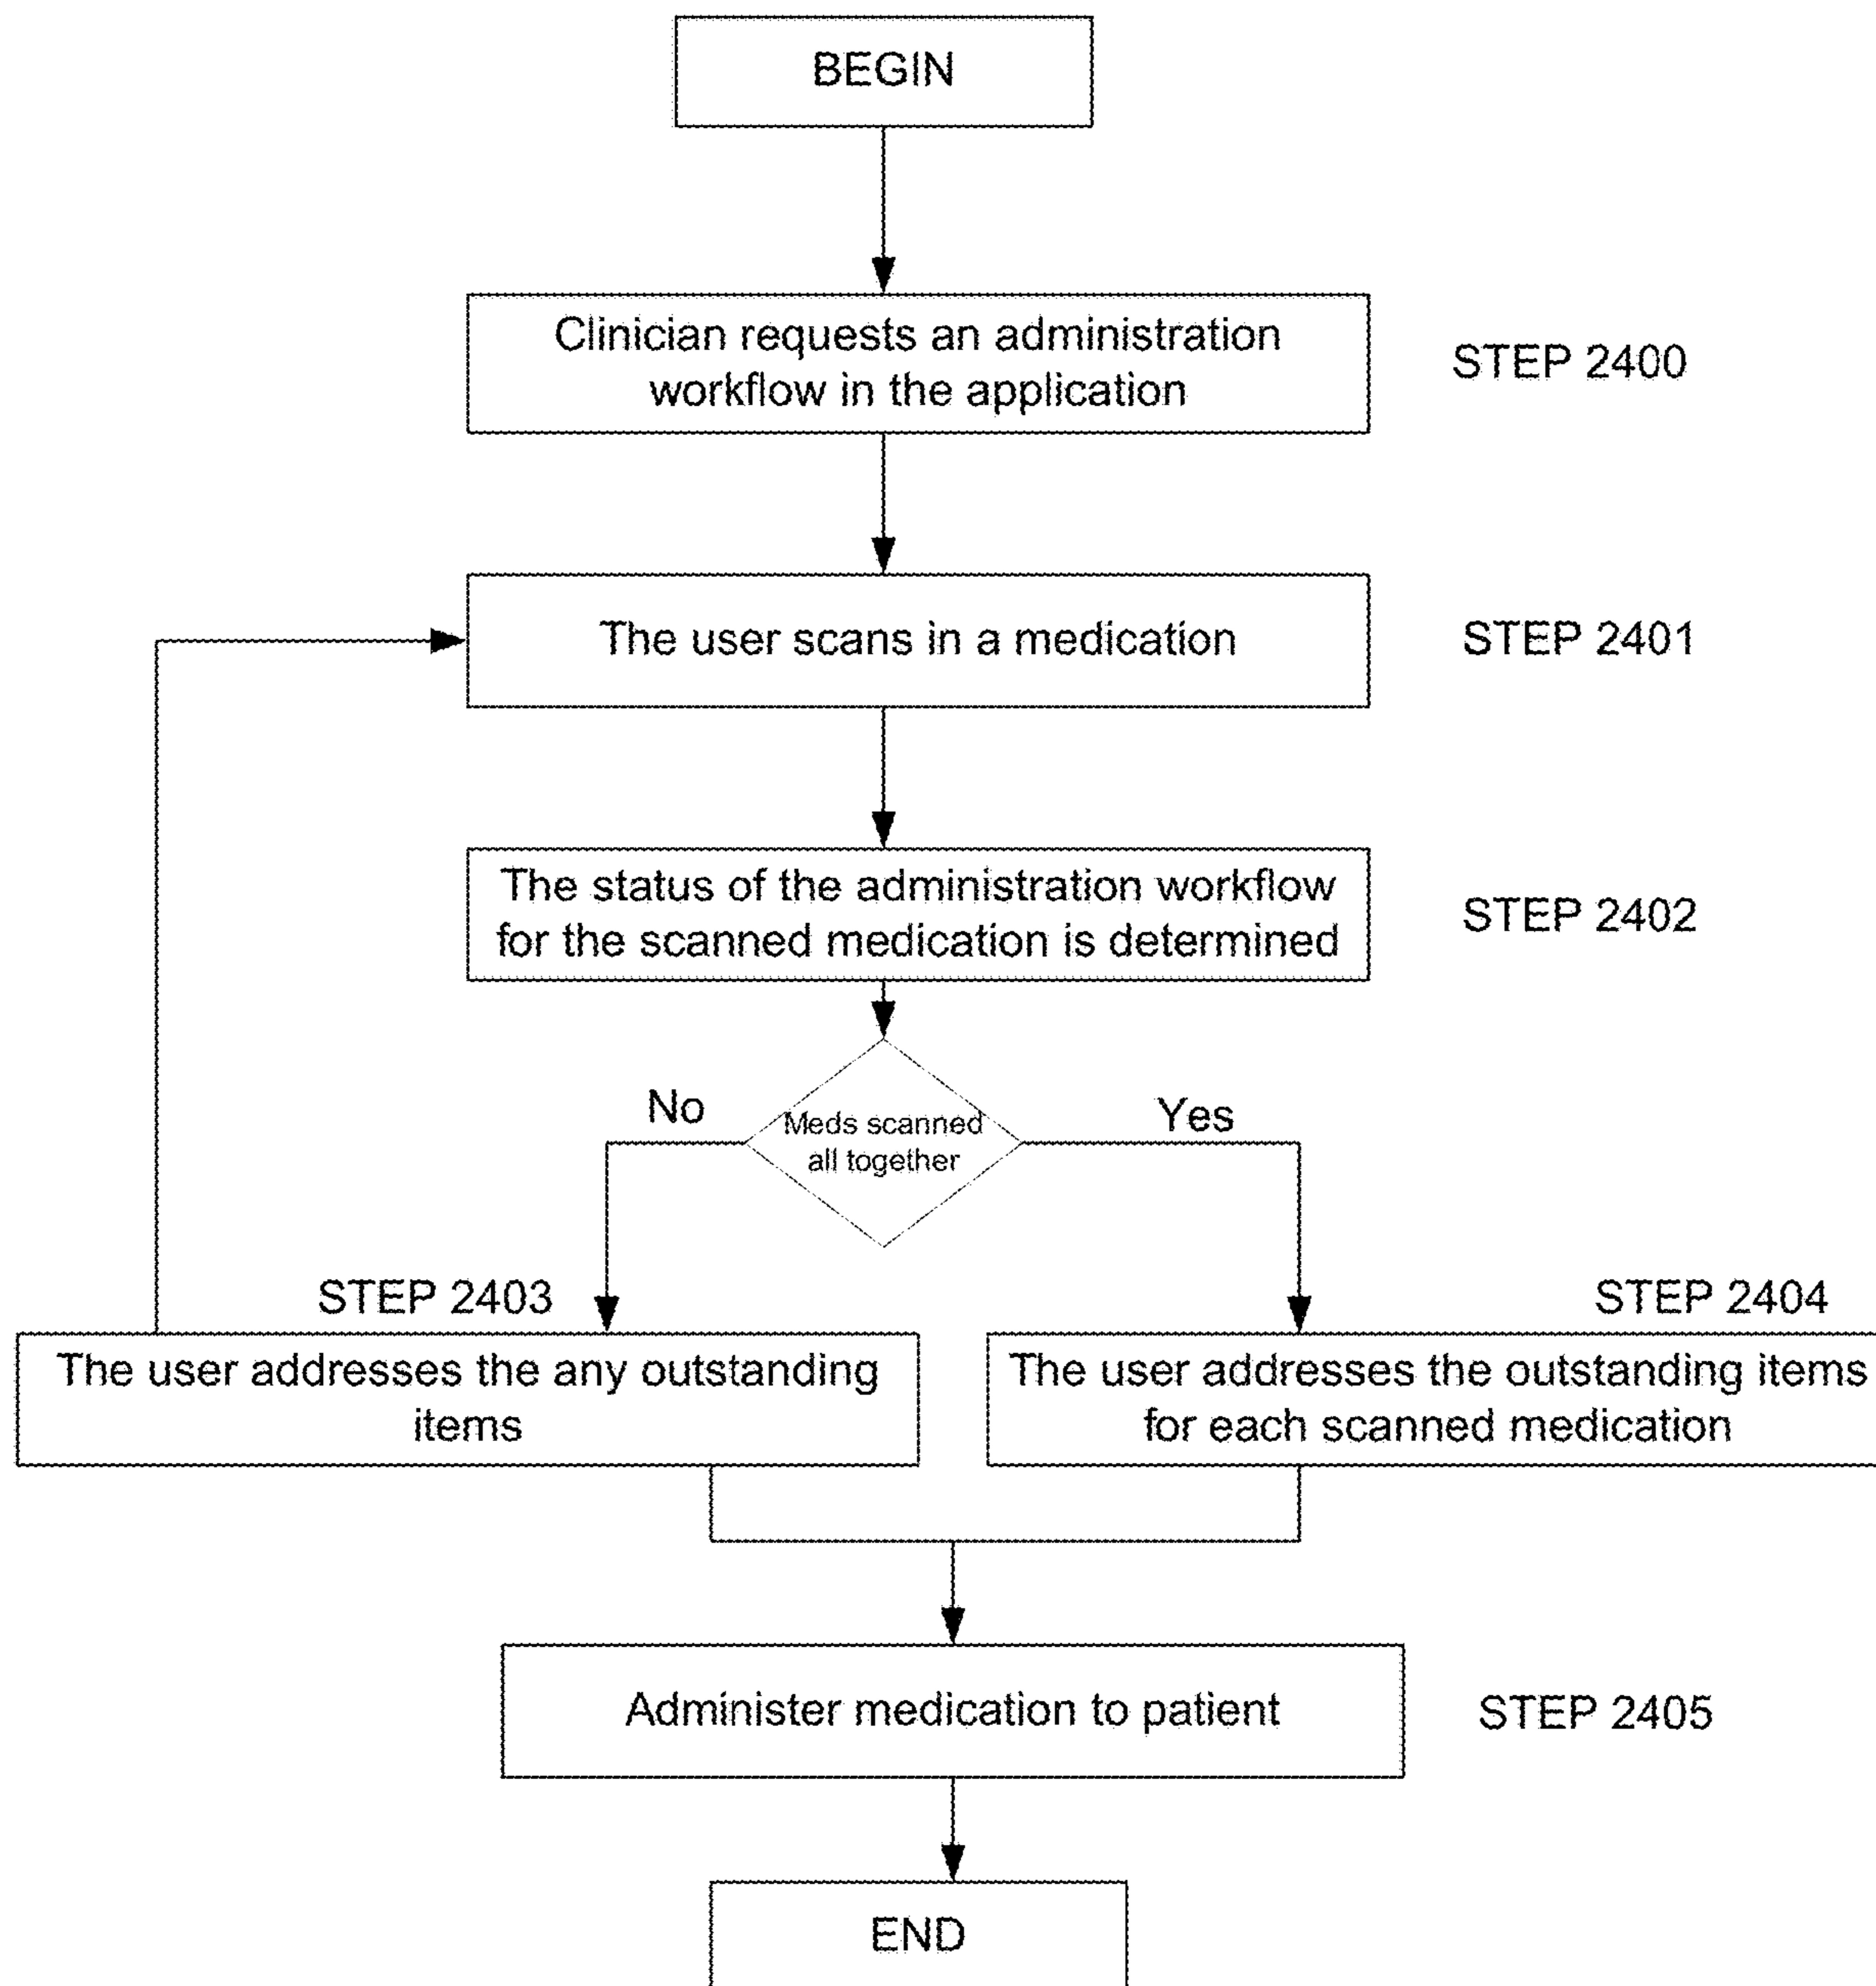 BEGIN
Clinician requests an administration
workflow in the application
STEP 2400
The user scans in a medication
STEP 2401
The status of the administration workflow
for the scanned medication is determined
STEP 2402
No
Yes
Meds scanned
all together
STEP 2403
STEP 2404
The user addresses the any outstanding
items
The user addresses the outstanding items
for each scanned medication
Administer medication to patient
STEP 2405
END